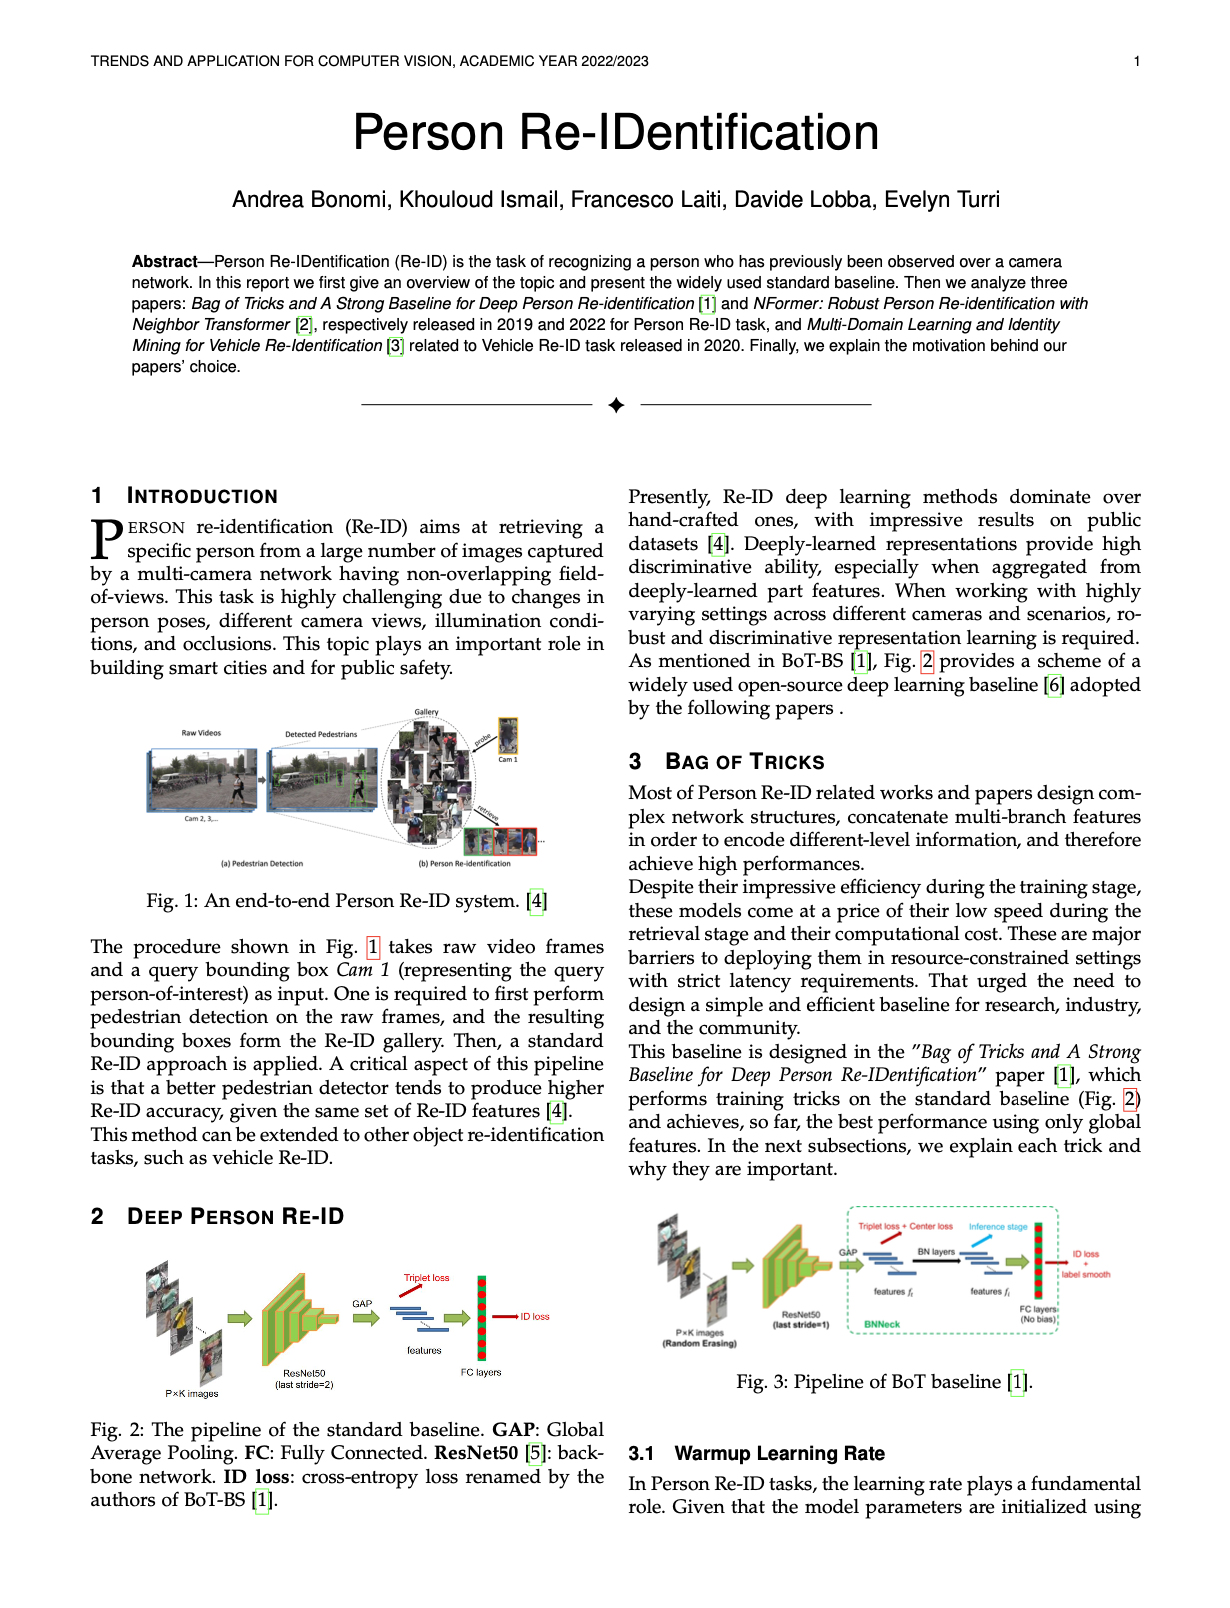 TRENDS AND APPLICATION FOR COMPUTER VISION, ACADEMIC YEAR 2022/2023
1
Person Re-IDentification
Andrea Bonomi, Khouloud Ismail, Francesco Laiti, Davide Lobba, Evelyn Turri
Abstract—Person Re-IDentification (Re-ID) is the task of recognizing a person who has previously been observed over a camera
network. In this report we first give an overview of the topic and present the widely used standard baseline. Then we analyze three
papers: Bag of Tricks and A Strong Baseline for Deep Person Re-identification [1] and NFormer: Robust Person Re-identification with
Neighbor Transformer [2], respectively released in 2019 and 2022 for Person Re-ID task, and Multi-Domain Learning and Identity
Mining for Vehicle Re-Identification [3] related to Vehicle Re-ID task released in 2020. Finally, we explain the motivation behind our
papers' choice.
1 INTRODUCTION
PERSON re-identification (Re-ID) aims at retrieving a
specific person from a large number of images captured
by a multi-camera network having non-overlapping field-
of-views. This task is highly challenging due to changes in
person poses, different camera views, illumination condi-
tions, and occlusions. This topic plays an important role in
building smart cities and for public safety.
Raw Videos
Detected Pedestrians
Gallery
probe
Cam 1
Cam 2, 3,...
retrieve
...
(a) Pedestrian Detection
(b) Person Re-identification
Fig. 1: An end-to-end Person Re-ID system. [4]
The procedure shown in Fig. 1 takes raw video frames
and a query bounding box Cam 1 (representing the query
person-of-interest) as input. One is required to first perform
pedestrian detection on the raw frames, and the resulting
bounding boxes form the Re-ID gallery. Then, a standard
Re-ID approach is applied. A critical aspect of this pipeline
is that a better pedestrian detector tends to produce higher
Re-ID accuracy, given the same set of Re-ID features [4].
This method can be extended to other object re-identification
tasks, such as vehicle Re-ID.
2 DEEP PERSON RE-ID
P×K images
ResNet50
(last stride=2)
GAP
Triplet loss
features
FC layers
ID loss
Fig. 2: The pipeline of the standard baseline. GAP: Global
Average Pooling. FC: Fully Connected. ResNet50 [5]: back-
bone network. ID loss: cross-entropy loss renamed by the
authors of BoT-BS [1].
Presently, Re-ID deep learning methods dominate over
hand-crafted ones, with impressive results on public
datasets [4]. Deeply-learned representations provide high
discriminative ability, especially when aggregated from
deeply-learned part features. When working with highly
varying settings across different cameras and scenarios, ro-
bust and discriminative representation learning is required.
As mentioned in BoT-BS [1], Fig. 2 provides a scheme of a
widely used open-source deep learning baseline [6] adopted
by the following papers .
3 BAG OF TRICKS
Most of Person Re-ID related works and papers design com-
plex network structures, concatenate multi-branch features
in order to encode different-level information, and therefore
achieve high performances.
Despite their impressive efficiency during the training stage,
these models come at a price of their low speed during the
retrieval stage and their computational cost. These are major
barriers to deploying them in resource-constrained settings
with strict latency requirements. That urged the need to
design a simple and efficient baseline for research, industry,
and the community.
This baseline is designed in the ”Bag of Tricks and A Strong
Baseline for Deep Person Re-IDentification” paper [1], which
performs training tricks on the standard baseline (Fig. 2)
and achieves, so far, the best performance using only global
features. In the next subsections, we explain each trick and
why they are important.
P×K images
(Random Erasing)
ResNet50
(last stride=1)
GAP
Triplet loss + Center loss
features ft
BN layers
Inference stage
features fi
FC layers
(No bias)
ID loss
+
label smooth
BNNeck
Fig. 3: Pipeline of BoT baseline [1].
3.1 Warmup Learning Rate
In Person Re-ID tasks, the learning rate plays a fundamental
role. Given that the model parameters are initialized using